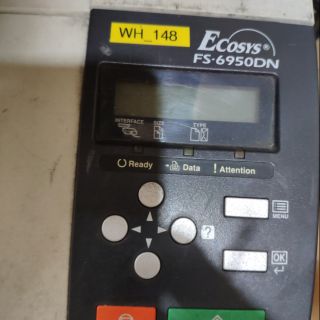 WH_148
ECOSYS®
FS-6950DN
INTERFACE SIZE TYPE
Ready Data ! Attention
MENU
?
OK